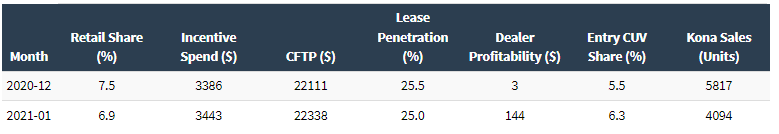 Month Retail Share (%) Incentive Spend ($) CFTP ($) Lease Penetration (%) Dealer Profitability ($) Entry CUV Share (%) Kona Sales (Units)
2020-12 7.5 3386 22111 25.5 3 5.5 5817
2021-01 6.9 3443 22338 25.0 144 6.3 4094